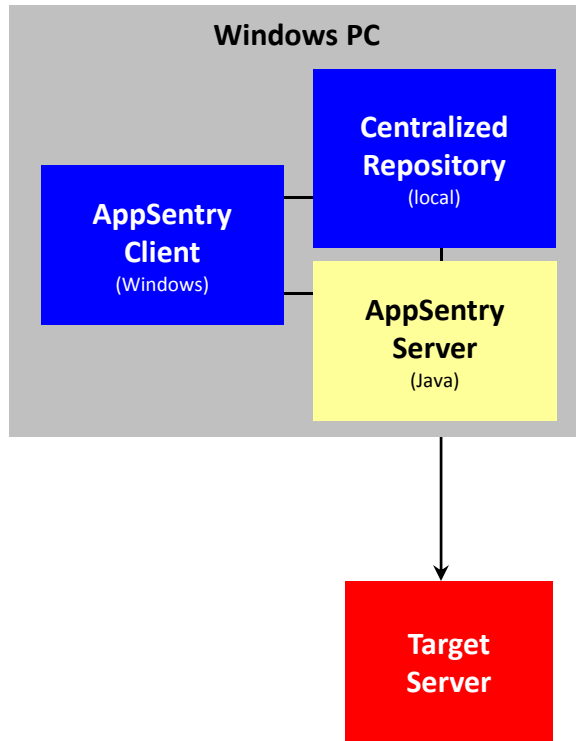 Windows PC
Centralized
Repository
(local)
AppSentry
Client
(Windows)
AppSentry
Server
(Java)
Target
Server